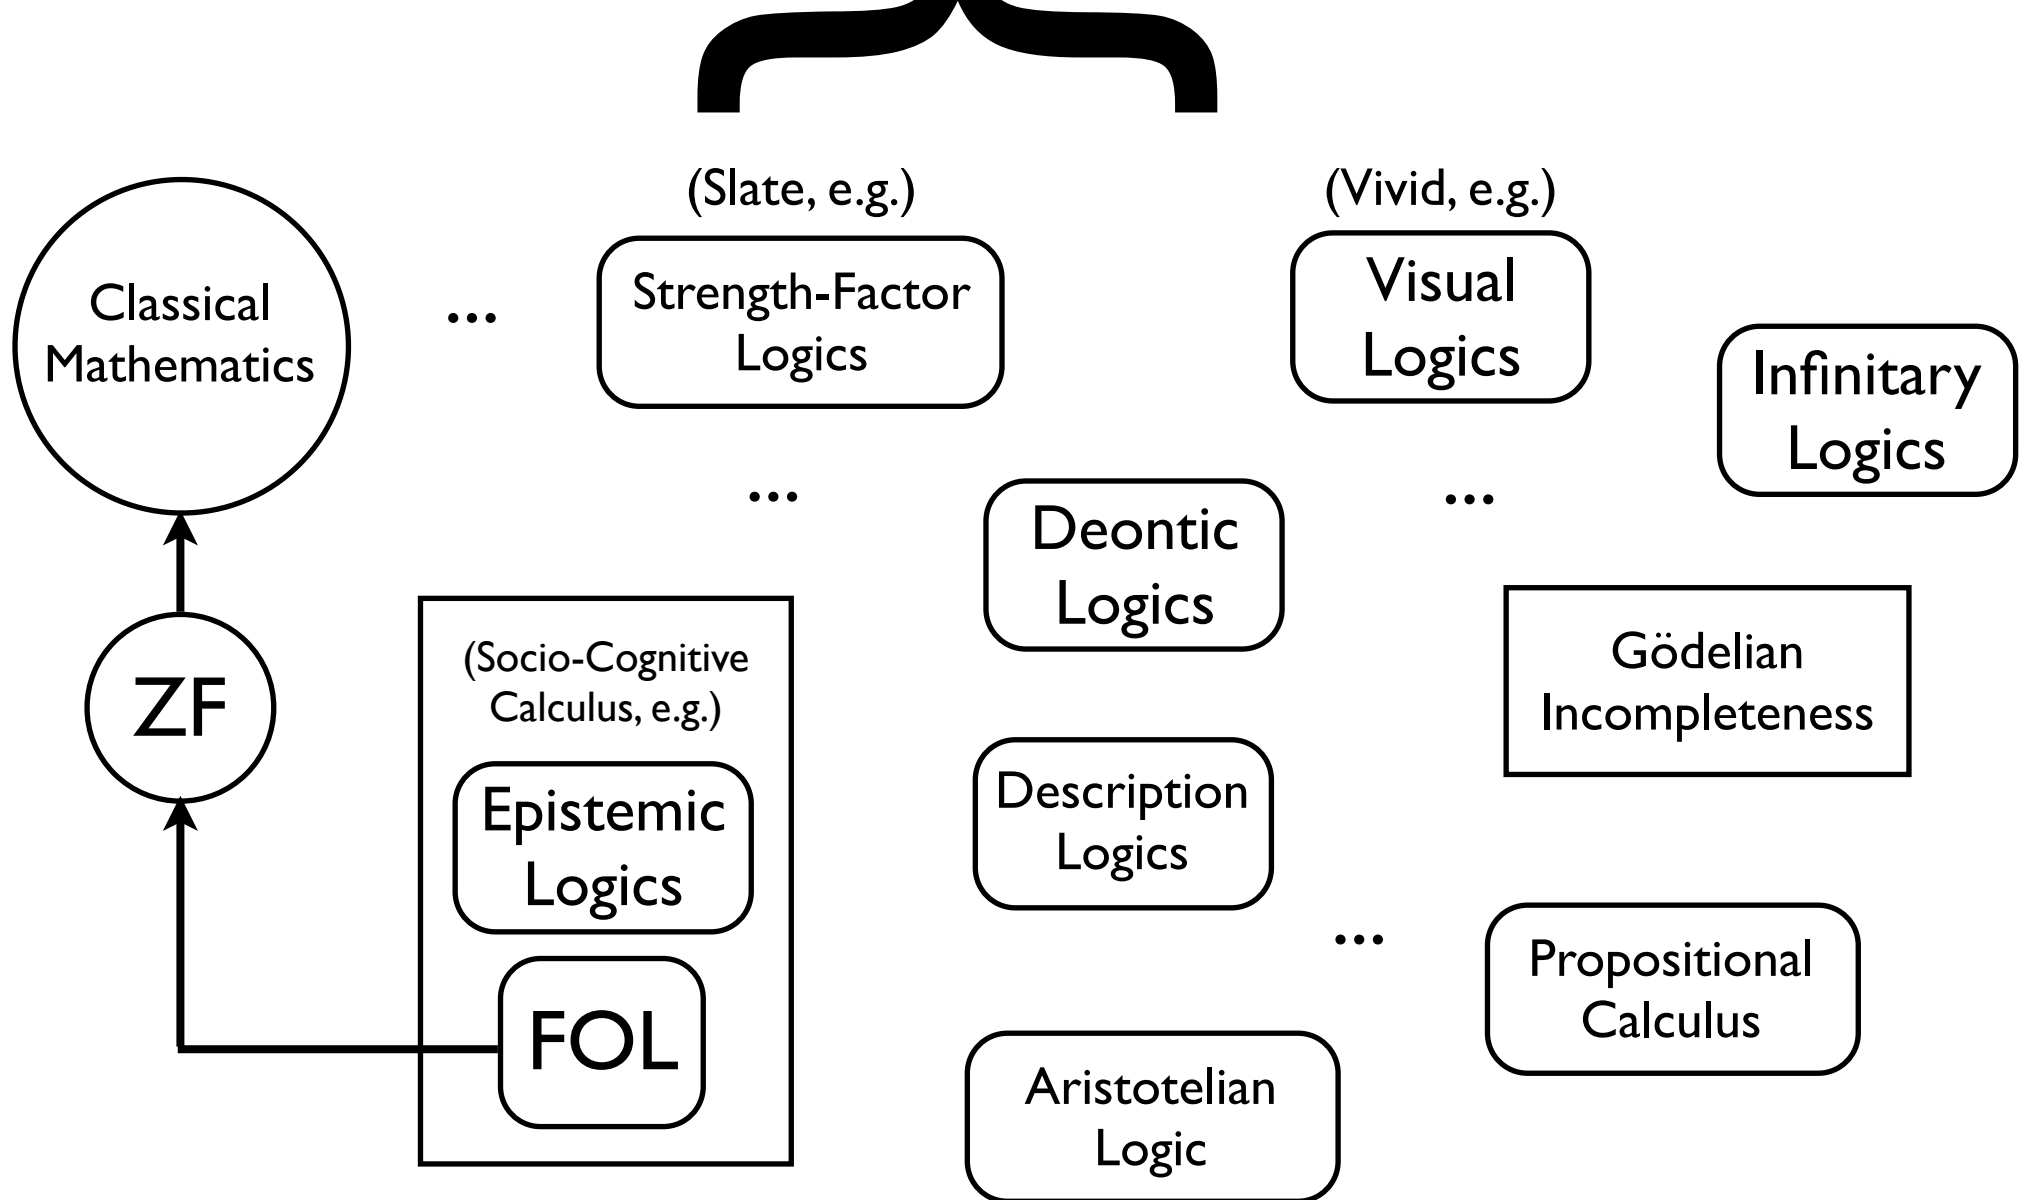 (Slate, e.g.)
(Vivid, e.g.)
Classical
Mathematics
...
Strength-Factor
Logics
Visual
Logics
Infinitary
Logics
...
Deontic
Logics
...
ZF
(Socio-Cognitive
Calculus, e.g.)
Gödelian
Incompleteness
Epistemic
Logics
Description
Logics
...
Propositional
Calculus
FOL
Aristotelian
Logic